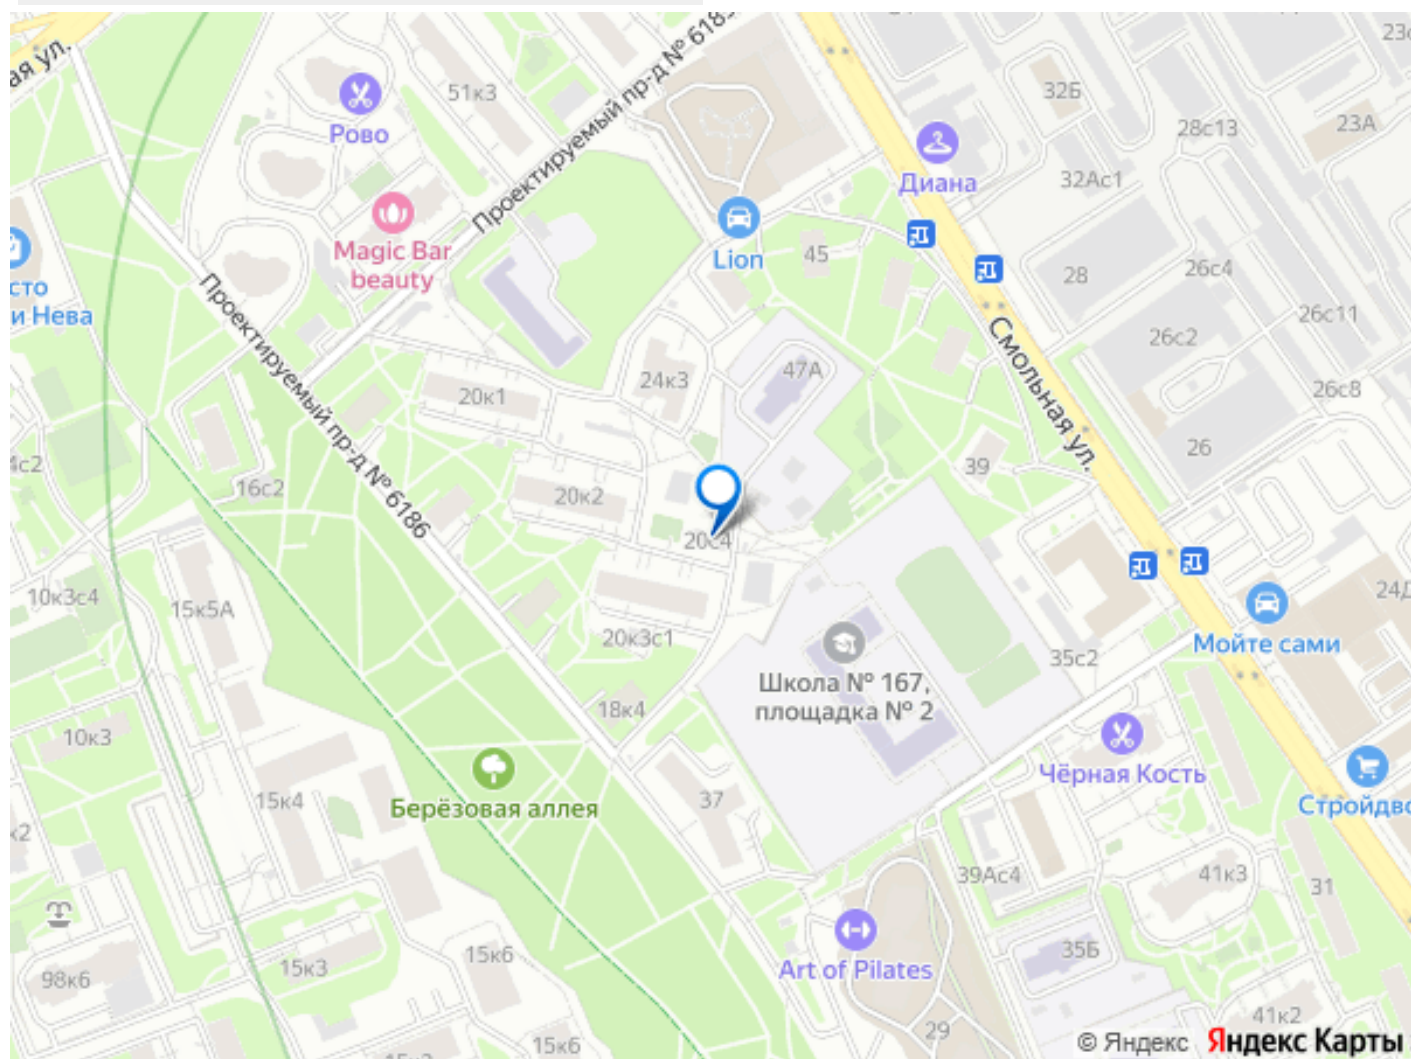 ая ул.
51к3
Проектируемый пр-д № 6183
Рово
Magic Bar
beauty
Lion
45
Диана
32Б
32Ас1
28с13
23А
28
26с4
26с11
26с2
26с8
26
Смольная ул.
сто
и Нева
Проектируемый пр-д № 6186
20к1
24к3
47А
39
4с2
16с2
20к2
20с4
10к3с4
15к5А
20к3с1
35с2
Мойте сами
Школа № 167,
площадка № 2
18к4
10к3
Чёрная Кость
Берёзовая аллея
15к4
37
39Ас4
41к3
31
Art of Pilates
35Б
98к6
15к3
15к6
29
41к2
15к6
© Яндекс Яндекс Карты